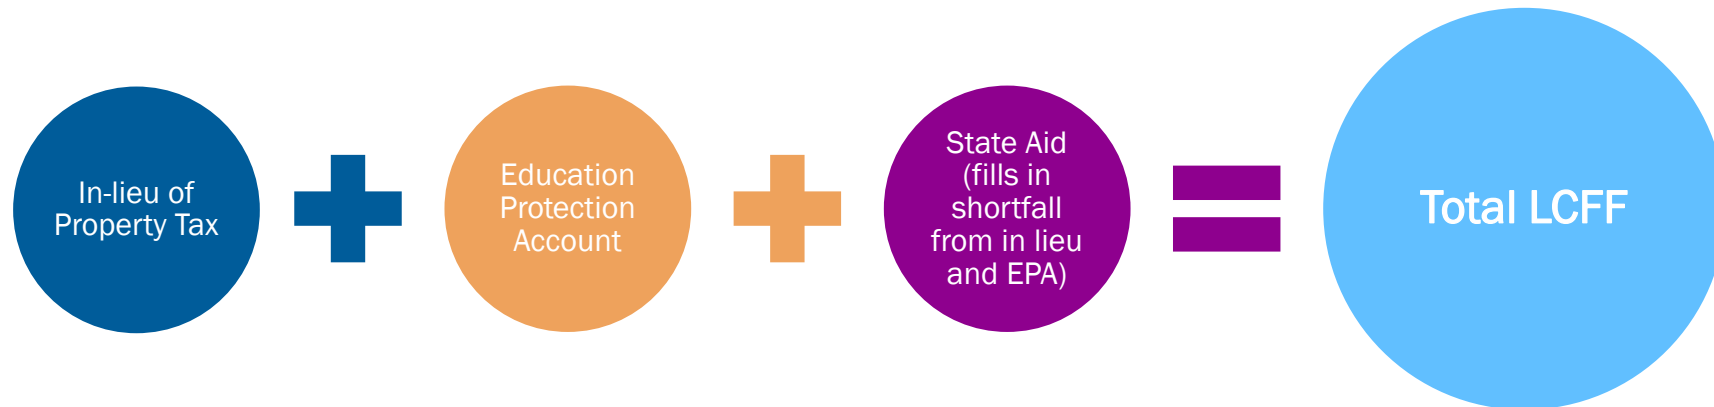 In-lieu of
Property Tax
Education
Protection
Account
State Aid
(fills in
shortfall
from in lieu
and EPA)
Total LCFF